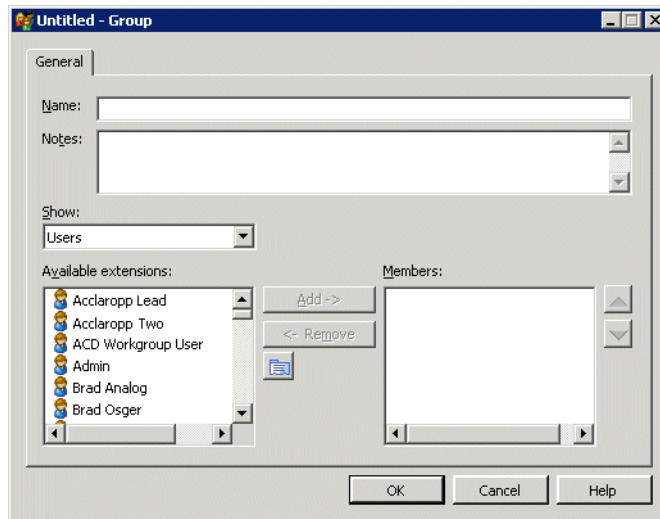 Untitled - Group
General
Name:
Notes:
Show:
Users
Available extensions:
Members:
Acclaropp Lead
Acclaropp Two
ACD Workgroup User
Admin
Brad Analog
Brad Osger
Add ->
<- Remove
OK
Cancel
Help